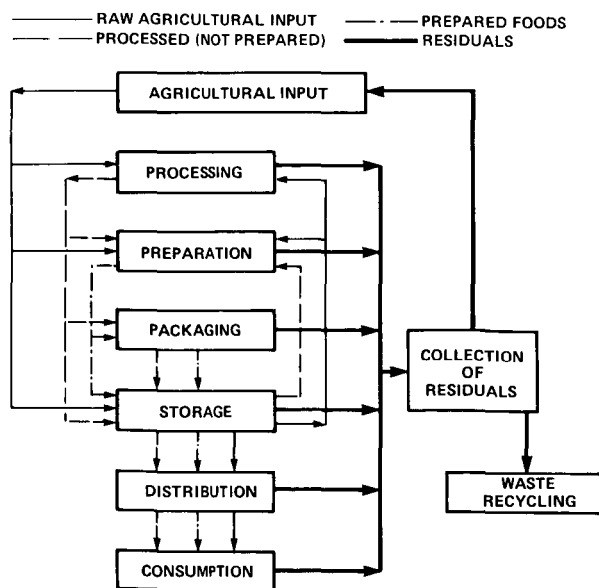 RAW AGRICULTURAL INPUT
PREPARED FOODS
PROCESSED (NOT PREPARED)
RESIDUALS
AGRICULTURAL INPUT
PROCESSING
PREPARATION
PACKAGING
STORAGE
DISTRIBUTION
CONSUMPTION
COLLECTION
OF
RESIDUALS
WASTE
RECYCLING